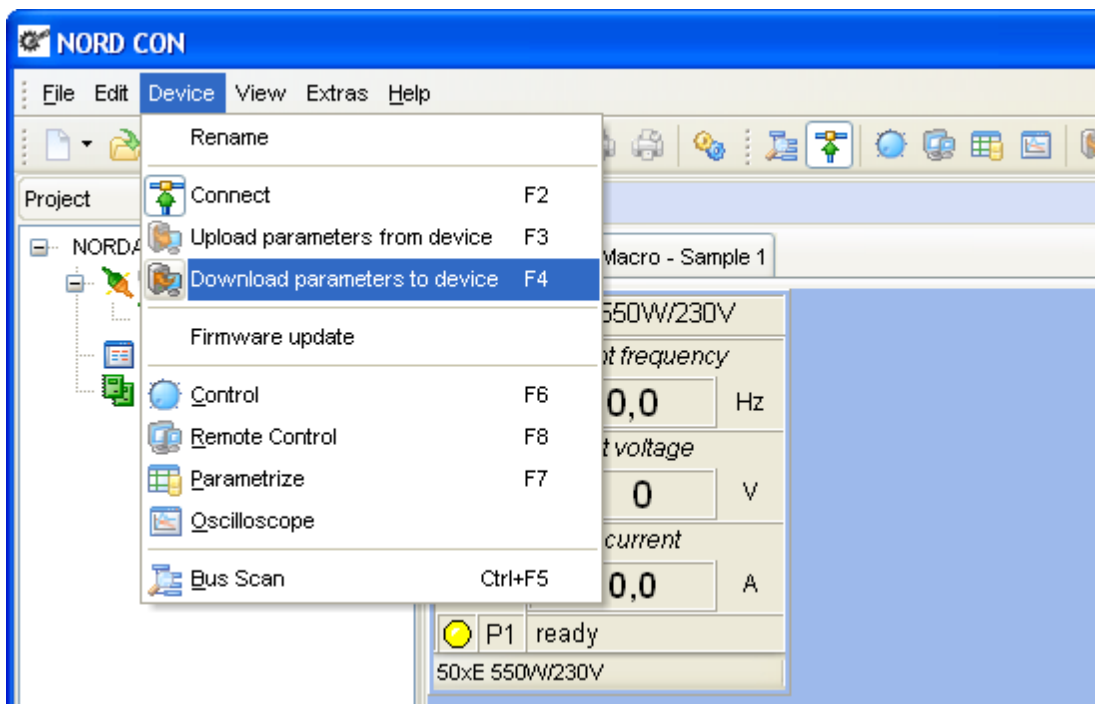 NORD CON
File Edit Device View Extras Help
Rename
Project
Connect F2
Upload parameters from device F3
NORDA
Macro - Sample 1
Download parameters to device F4
550W/230V
Firmware update
frequency
Control F6
0,0 Hz
Remote Control F8
voltage
Parametrize F7
0 V
Oscilloscope
current
Bus Scan Ctrl+F5
0,0 A
P1 ready
50xE 550W/230V